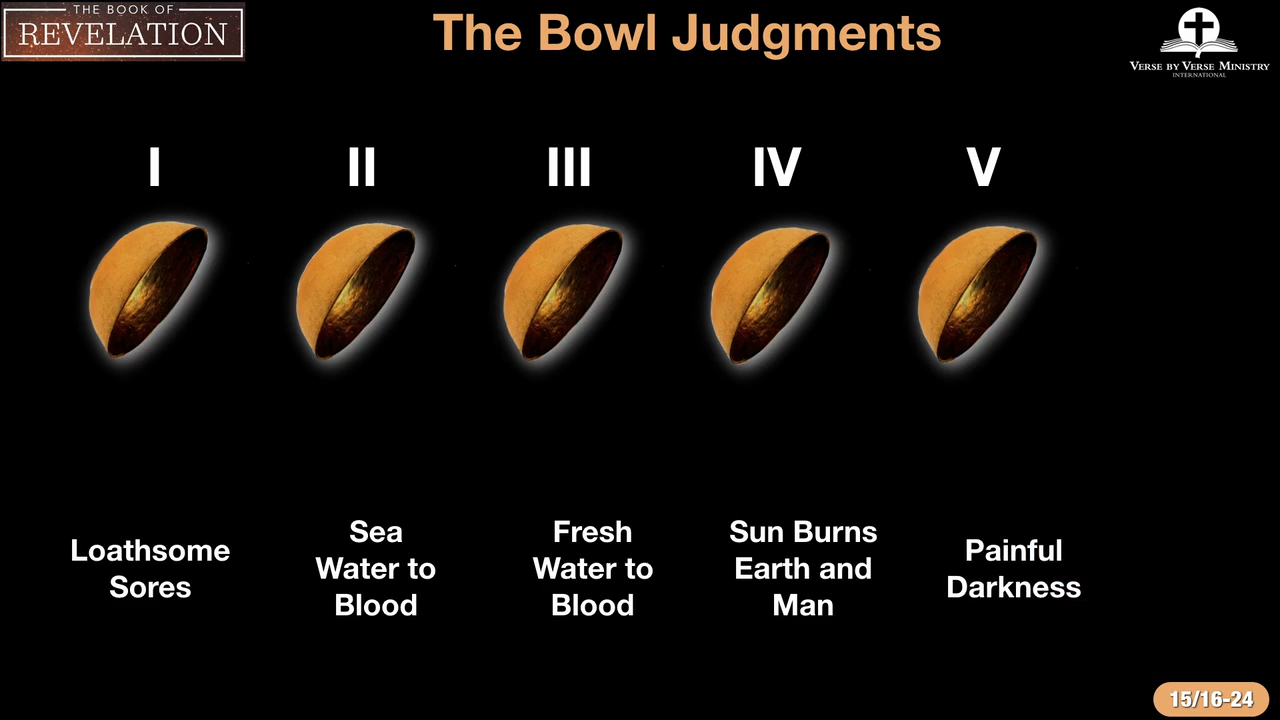 THE BOOK OF
REVELATION
The Bowl Judgments
VERSE BY VERSE MINISTRY
INTERNATIONAL
I
II
III
IV
V
Loathsome
Sores
Sea
Water to
Blood
Fresh
Water to
Blood
Sun Burns
Earth and
Man
Painful
Darkness
15/16-24